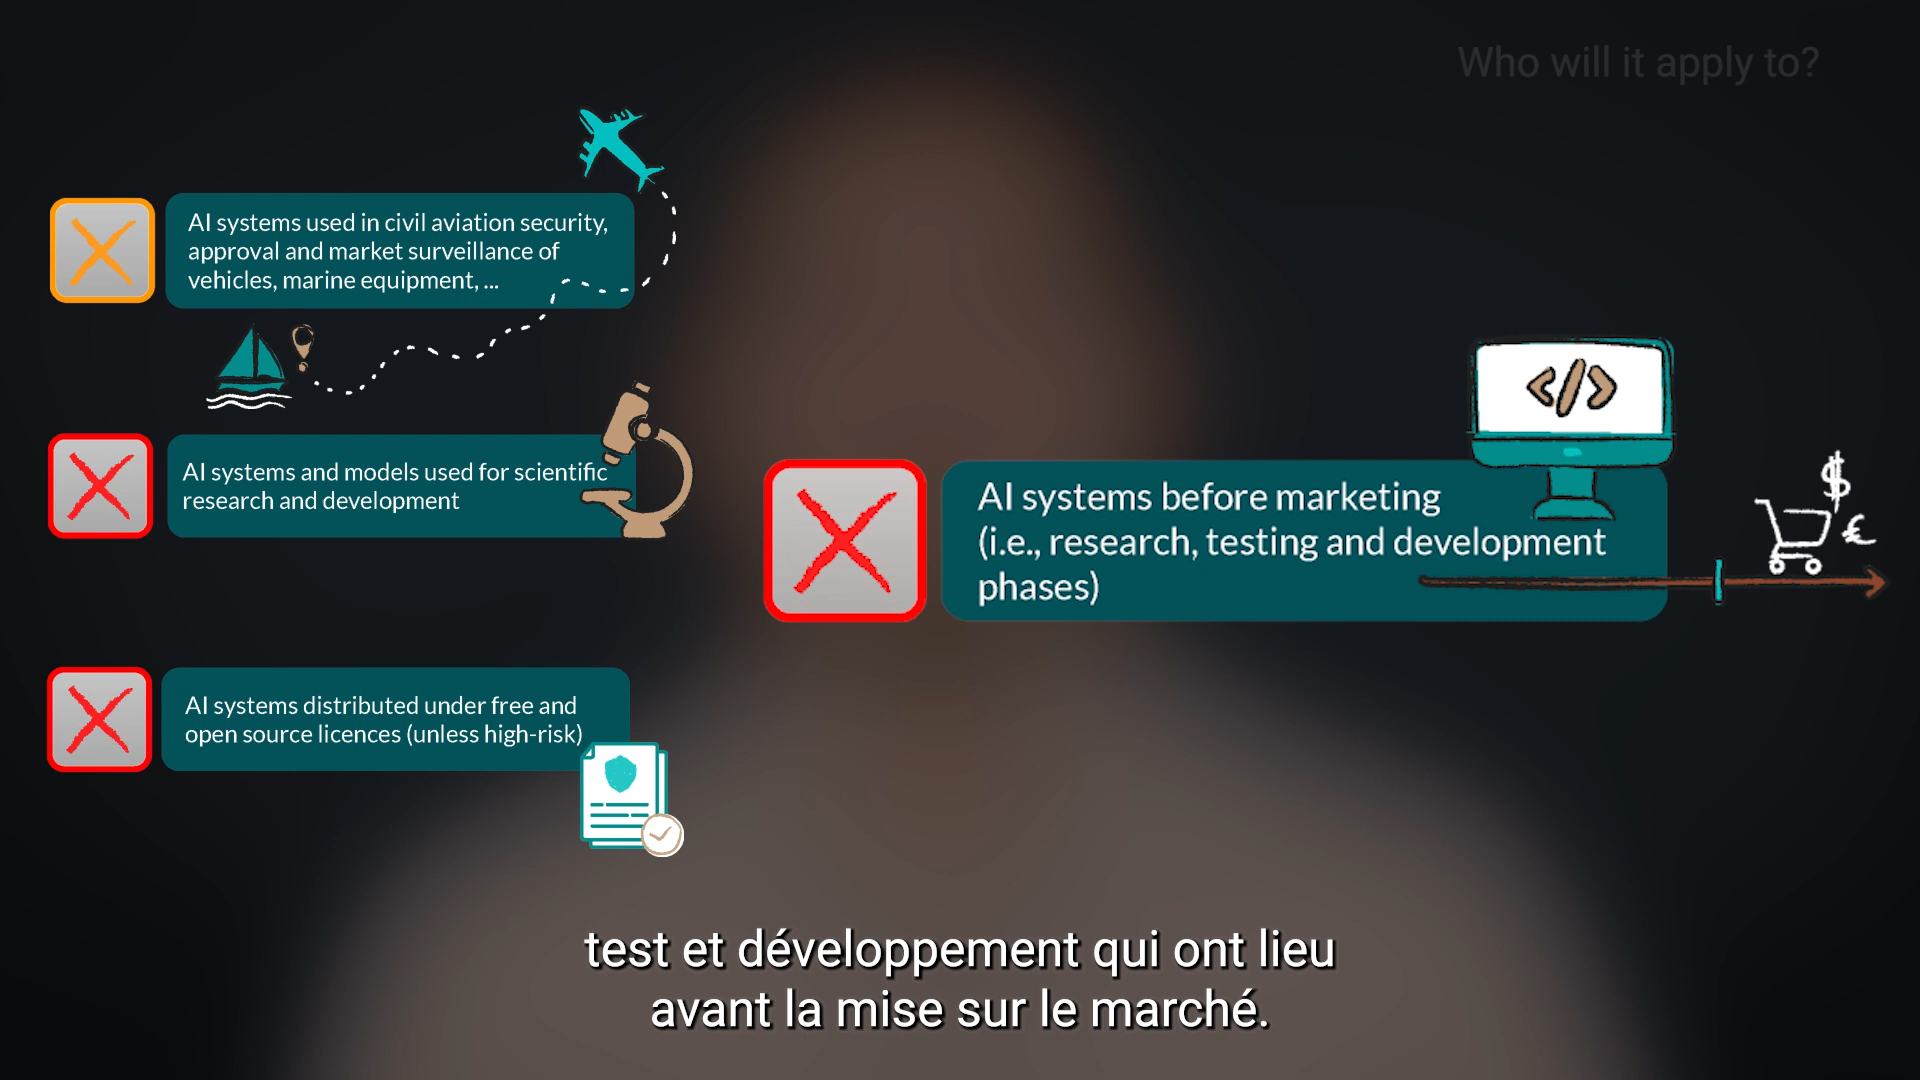 Who will it apply to?
AI systems used in civil aviation security,
approval and market surveillance of
vehicles, marine equipment, ...
AI systems and models used for scientific
research and development
AI systems distributed under free and
open source licences (unless high-risk)
AI systems before marketing
(i.e., research, testing and development
phases)
</>
$
€
test et développement qui ont lieu
avant la mise sur le marché.